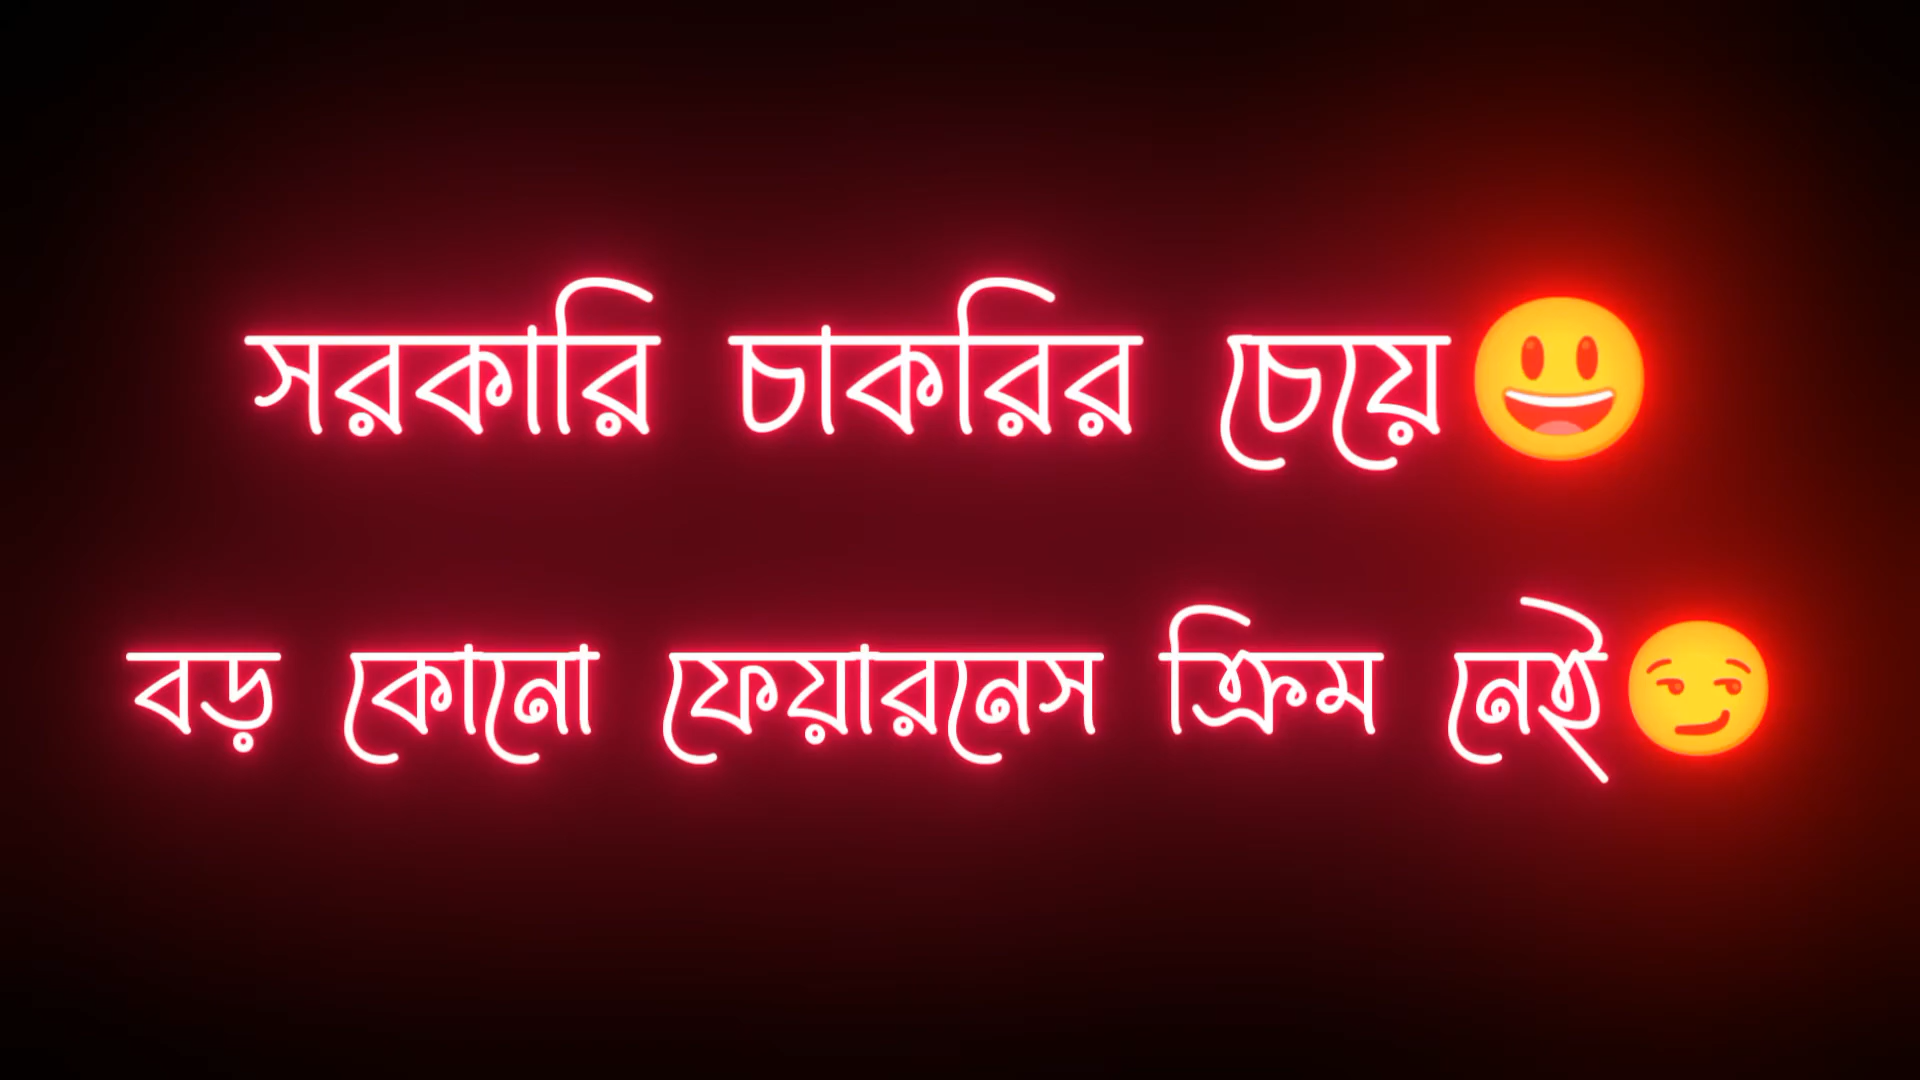 সরকারি চাকরির চেয়ে😃
বড় কোনো ফেয়ারনেস ক্রিম নেই😏